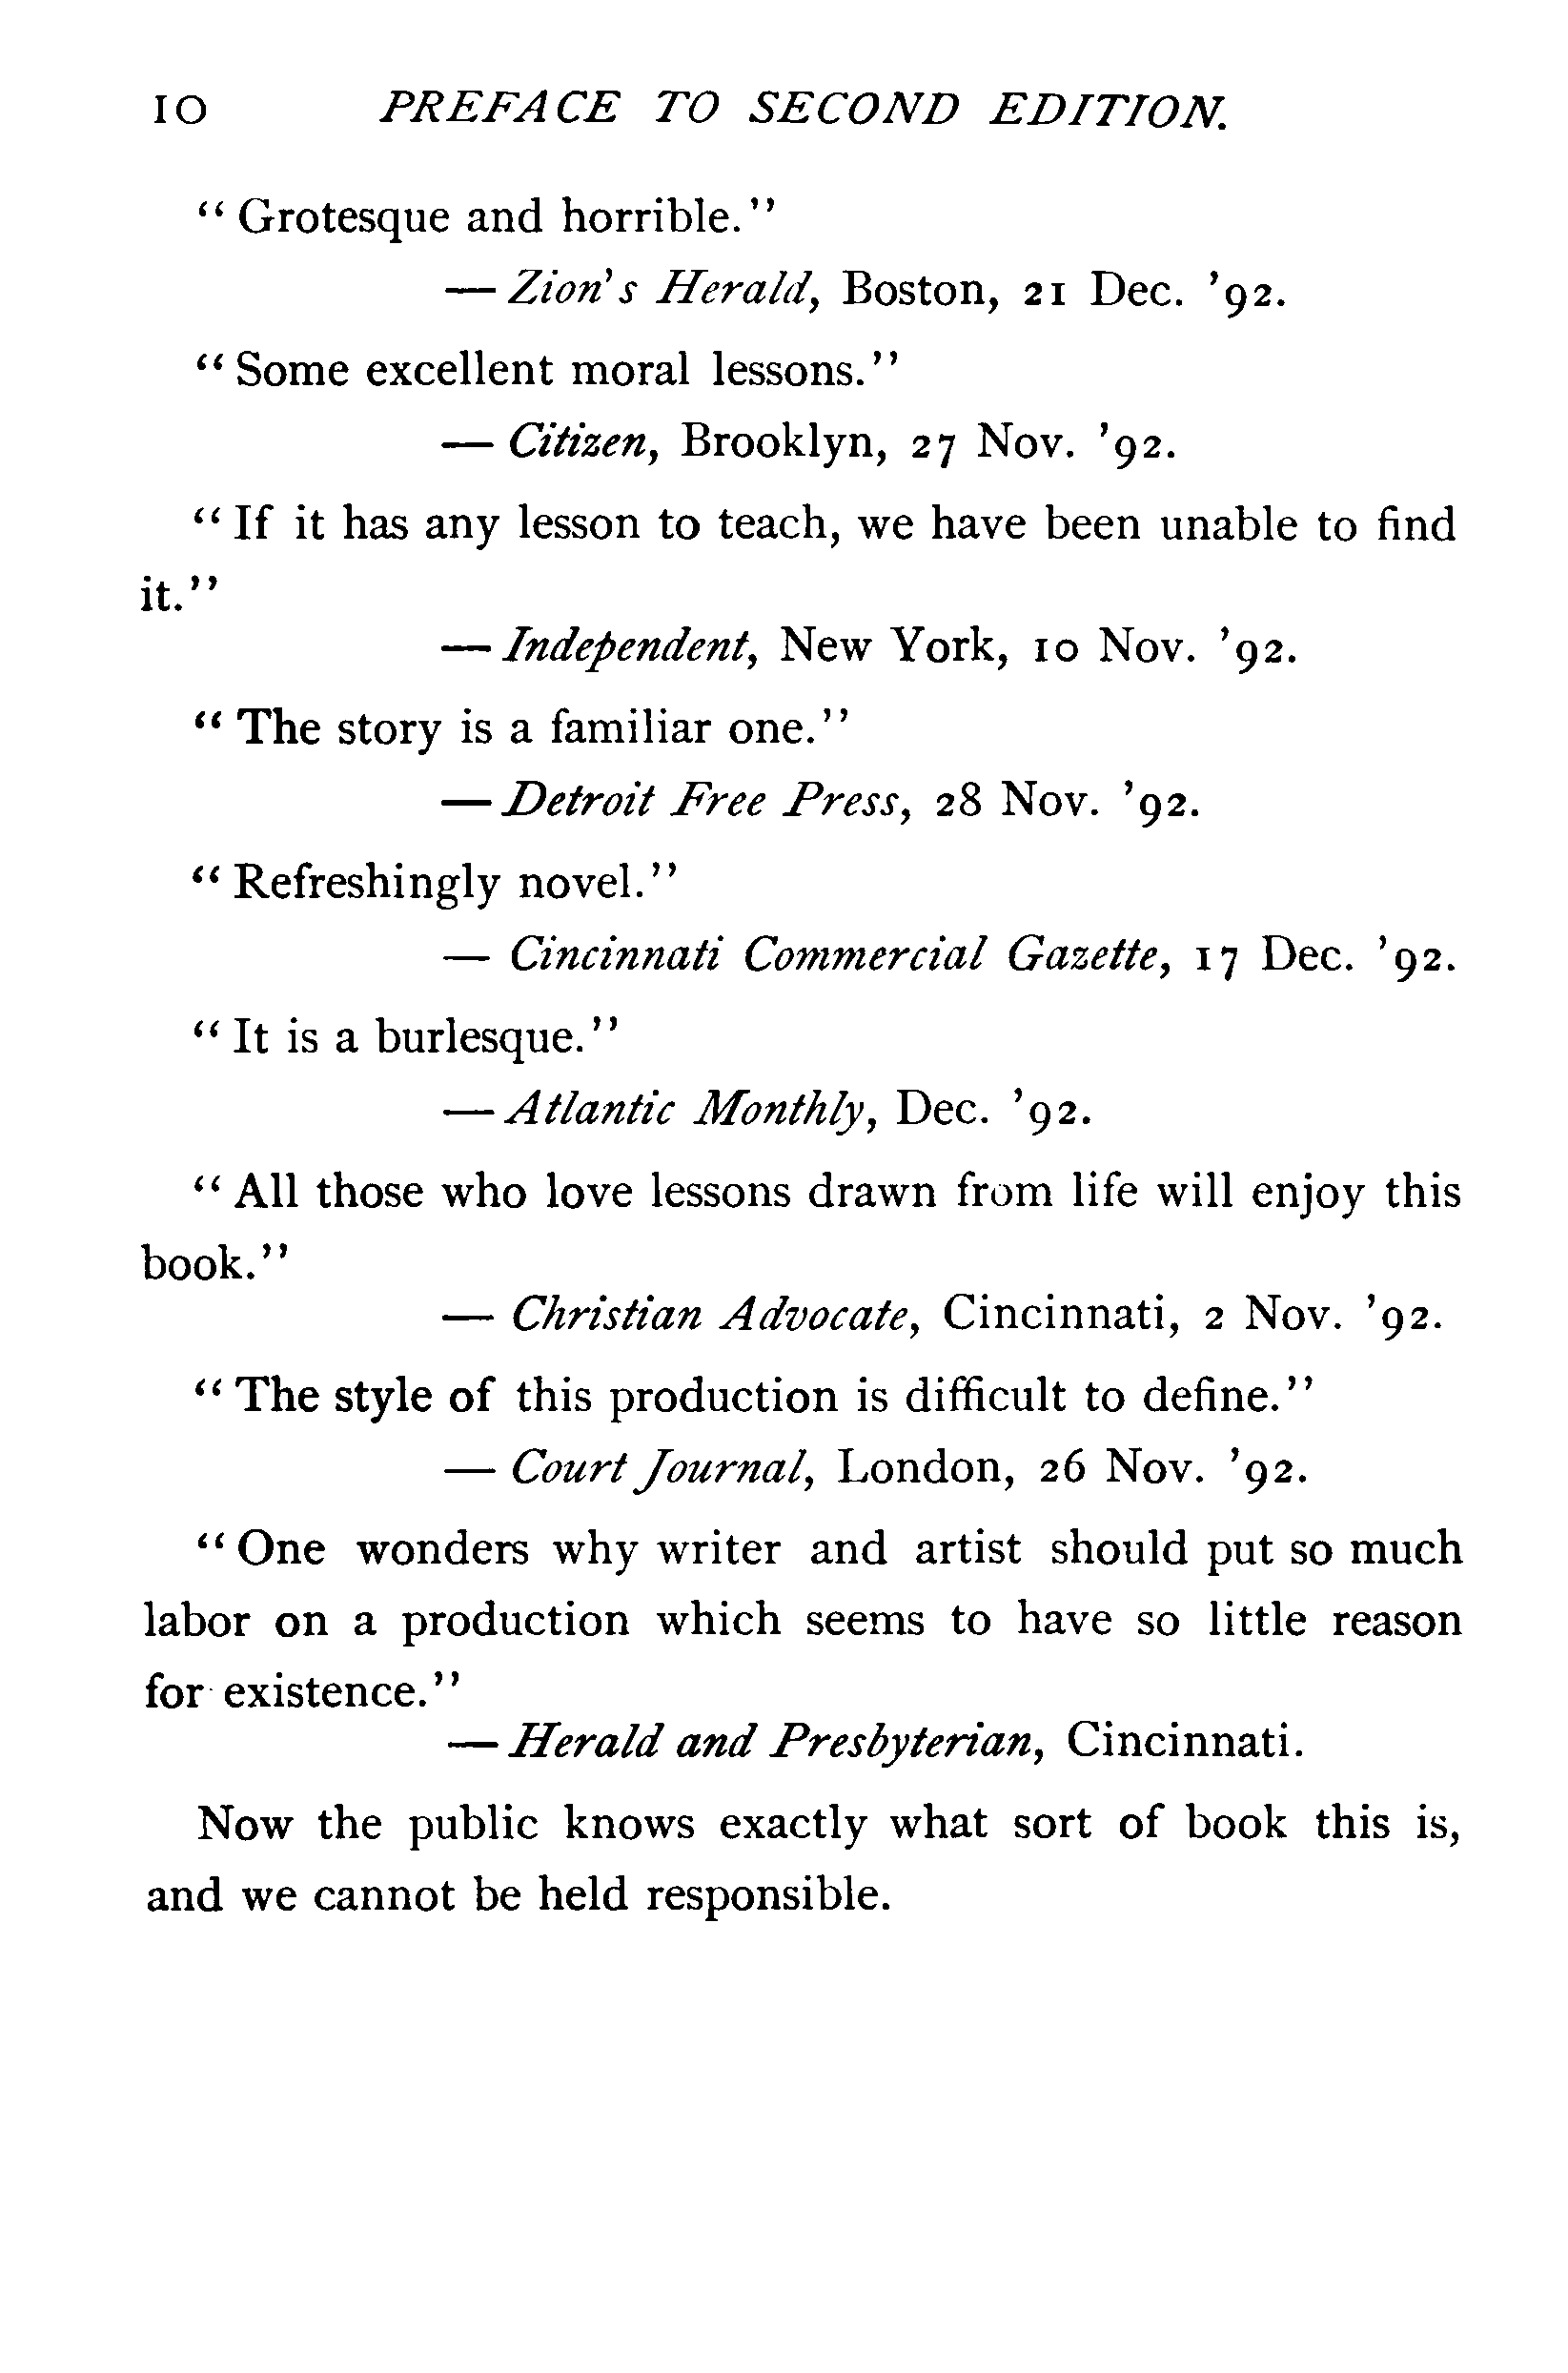 10 PREFACE TO SECOND EDITION.
“Grotesque and horrible.”
—Zion's Herald, Boston, 21 Dec. ’92.
“Some excellent moral lessons.”
— Citizen, Brooklyn, 27 Nov. ’92.
“If it has any lesson to teach, we have been unable to find
it.”
—Independent, New York, 10 Nov. ’92.
“The story is a familiar one.”
—Detroit Free Press, 28 Nov. ’92.
“Refreshingly novel.”
— Cincinnati Commercial Gazette, 17 Dec. ’92.
“It is a burlesque.”
—Atlantic Monthly, Dec. ’92.
“All those who love lessons drawn from life will enjoy this
book.”
— Christian Advocate, Cincinnati, 2 Nov. ’92.
“The style of this production is difficult to define.”
— Court Journal, London, 26 Nov. ’92.
“One wonders why writer and artist should put so much
labor on a production which seems to have so little reason
for existence.”
—Herald and Presbyterian, Cincinnati.
Now the public knows exactly what sort of book this is,
and we cannot be held responsible.